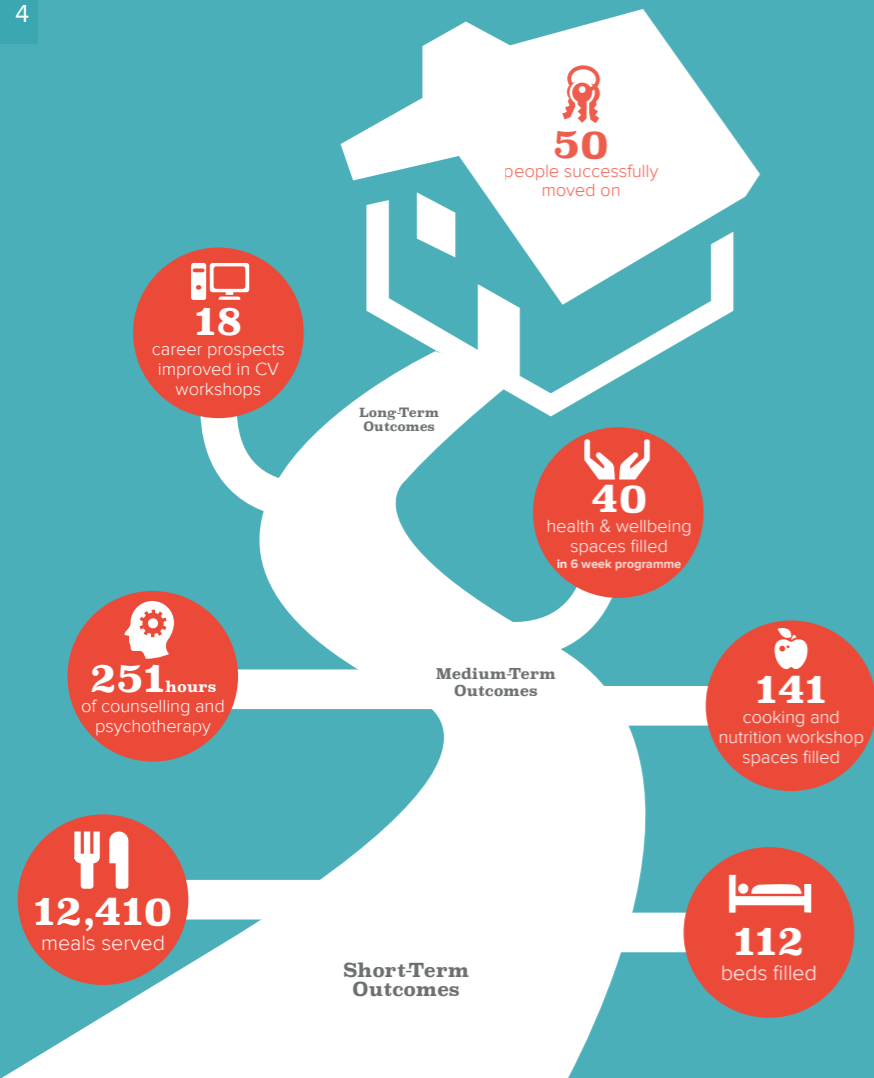 4
50
people successfully
moved on
18
career prospects
improved in CV
workshops
Long-Term
Outcomes
40
health & wellbeing
spaces filled
in 6 week programme
251 hours
of counselling and
psychotherapy
Medium-Term
Outcomes
141
cooking and
nutrition workshop
spaces filled
12,410
meals served
Short-Term
Outcomes
112
beds filled